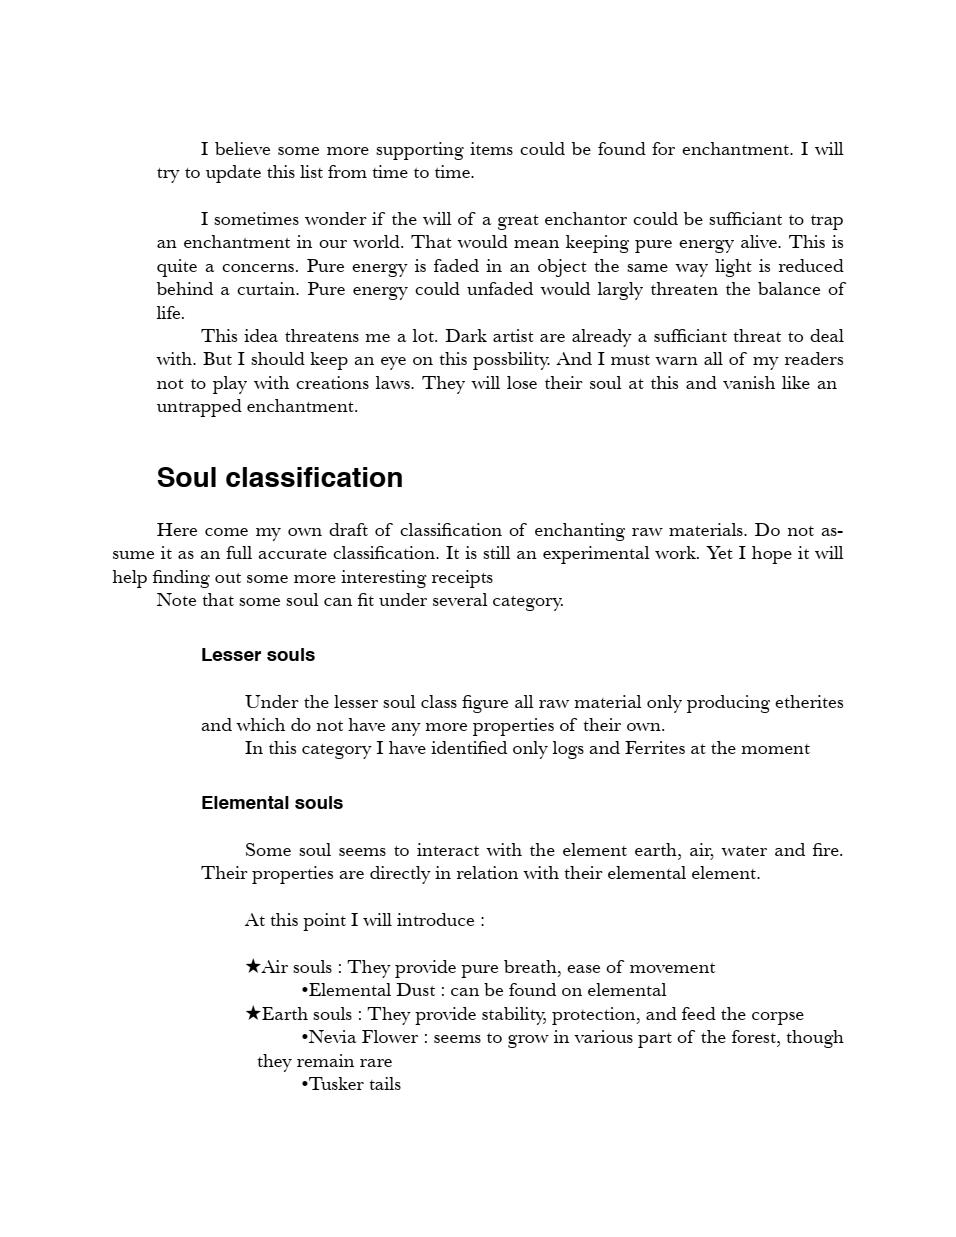 I believe some more supporting items could be found for enchantment. I will
try to update this list from time to time.
I sometimes wonder if the will of a great enchantor could be sufficiant to trap
an enchantment in our world. That would mean keeping pure energy alive. This is
quite a concerns. Pure energy is faded in an object the same way light is reduced
behind a curtain. Pure energy could unfaded would largly threaten the balance of
life.
This idea threatens me a lot. Dark artist are already a sufficiant threat to deal
with. But I should keep an eye on this possbility. And I must warn all of my readers
not to play with creations laws. They will lose their soul at this and vanish like an
untrapped enchantment.
Soul classification
Here come my own draft of classification of enchanting raw materials. Do not as-
sume it as an full accurate classification. It is still an experimental work. Yet I hope it will
help finding out some more interesting receipts
Note that some soul can fit under several category.
Lesser souls
Under the lesser soul class figure all raw material only producing etherites
and which do not have any more properties of their own.
In this category I have identified only logs and Ferrites at the moment
Elemental souls
Some soul seems to interact with the element earth, air, water and fire.
Their properties are directly in relation with their elemental element.
At this point I will introduce :
★Air souls : They provide pure breath, ease of movement
•Elemental Dust : can be found on elemental
★Earth souls : They provide stability, protection, and feed the corpse
•Nevia Flower : seems to grow in various part of the forest, though
they remain rare
•Tusker tails